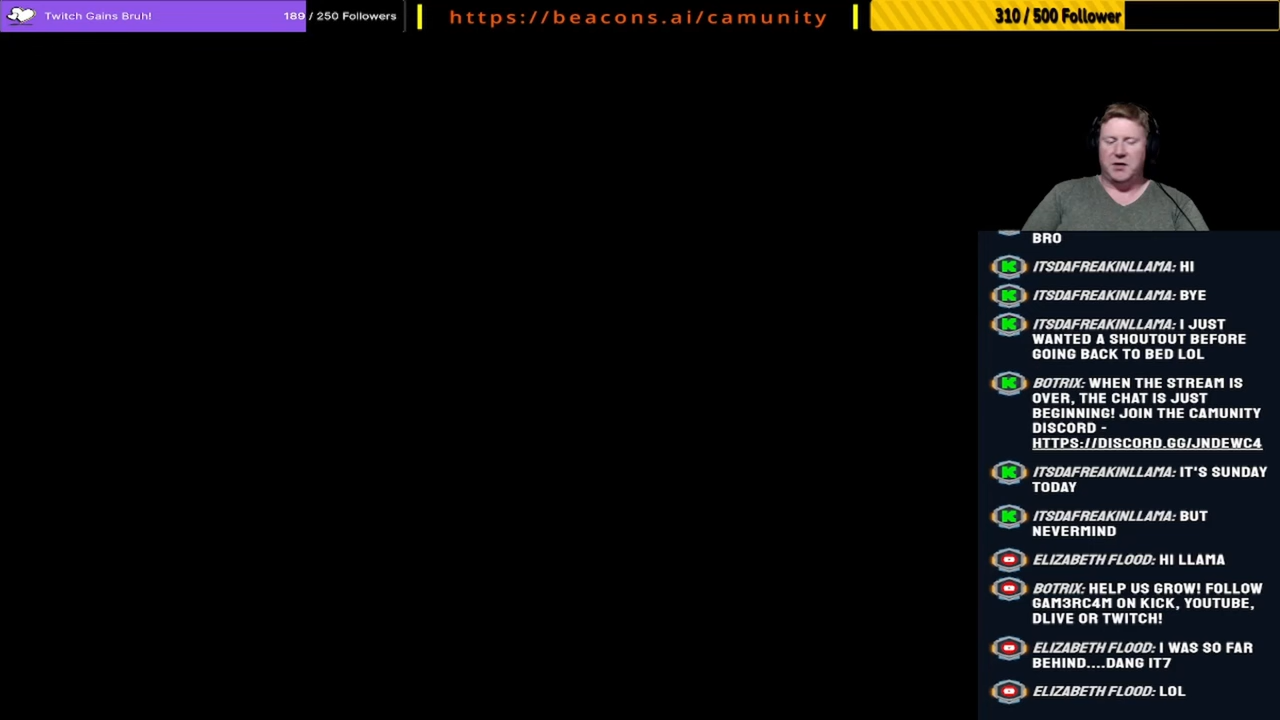 Twitch Gains Bruh! 189 / 250 Followers
https://beacons.ai/camunity
310 / 500 Follower
BRO
ITSDAFREAKINLLAMA: HI
ITSDAFREAKINLLAMA: BYE
ITSDAFREAKINLLAMA: I JUST
WANTED A SHOUTOUT BEFORE
GOING BACK TO BED LOL
BOTRIX: WHEN THE STREAM IS
OVER, THE CHAT IS JUST
BEGINNING! JOIN THE CAMUNITY
DISCORD -
HTTPS://DISCORD.GG/JNDEWC4
ITSDAFREAKINLLAMA: IT'S SUNDAY
TODAY
ITSDAFREAKINLLAMA: BUT
NEVERMIND
ELIZABETH FLOOD: HI LLAMA
BOTRIX: HELP US GROW! FOLLOW
GAM3RC4M ON KICK, YOUTUBE,
DLIVE OR TWITCH!
ELIZABETH FLOOD: I WAS SO FAR
BEHIND....DANG IT7
ELIZABETH FLOOD: LOL